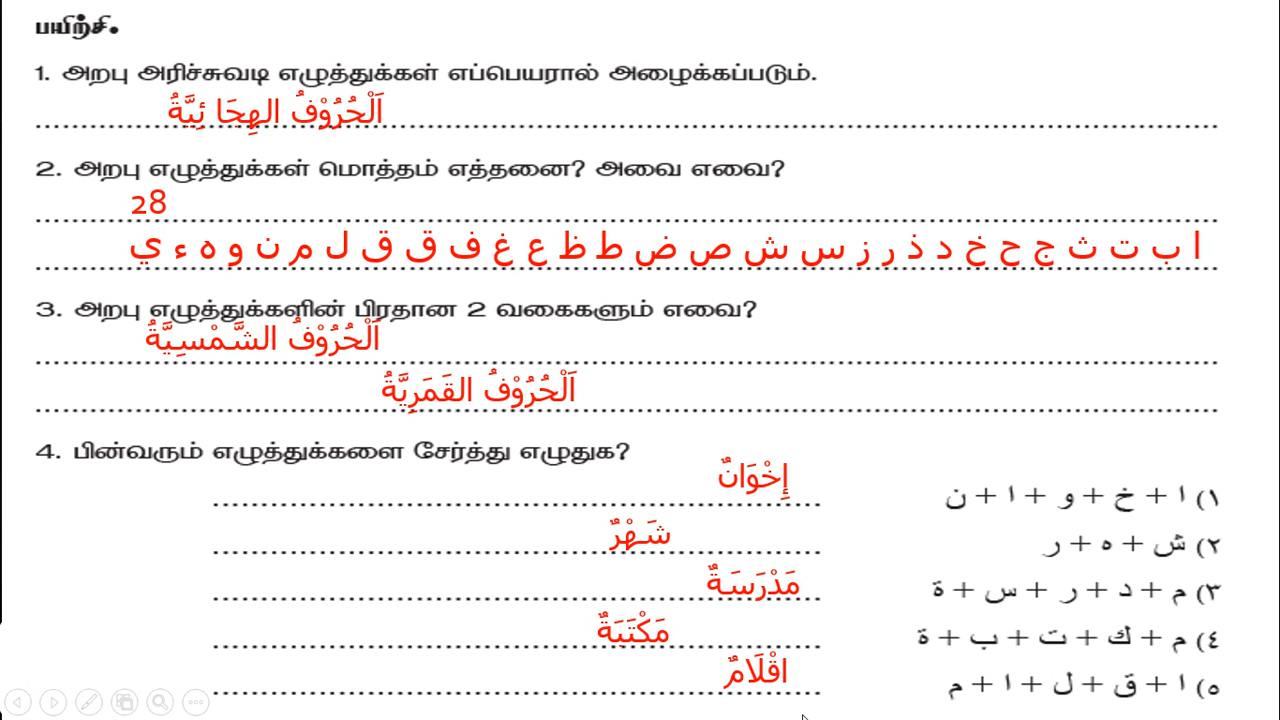 பயிற்சி.
1. அறபு அரிச்சுவடி எழுத்துக்கள் எப்பெயரால் அழைக்கப்படும்.
اَلْحُرُوْفُ الهِجَا ئِيَّةُ
2. அறபு எழுத்துக்கள் மொத்தம் எத்தனை? அவை எவை?
28
ا ب ت ث ج ح خ د ذ ر ز س ش ص ض ط ظ ع غ ف ق ق ل م ن و ه ء ي
3. அறபு எழுத்துக்களின் பிரதான 2 வகைகளும் எவை?
اَلْحُرُوْفُ الشَّمْسِيَّةُ
اَلْحُرُوْفُ القَمَرِيَّةُ
4. பின்வரும் எழுத்துக்களை சேர்த்து எழுதுக?
١) ا + خ + و + ا + ن إِخْوَانٌ
٢) ش + ه + ر شَهْرٌ
٣) م + د + ر + س + ة مَدْرَسَةٌ
٤) م + ك + ت + ب + ة مَكْتَبَةٌ
٥) ا + ق + ل + ا + م اقْلَامٌ